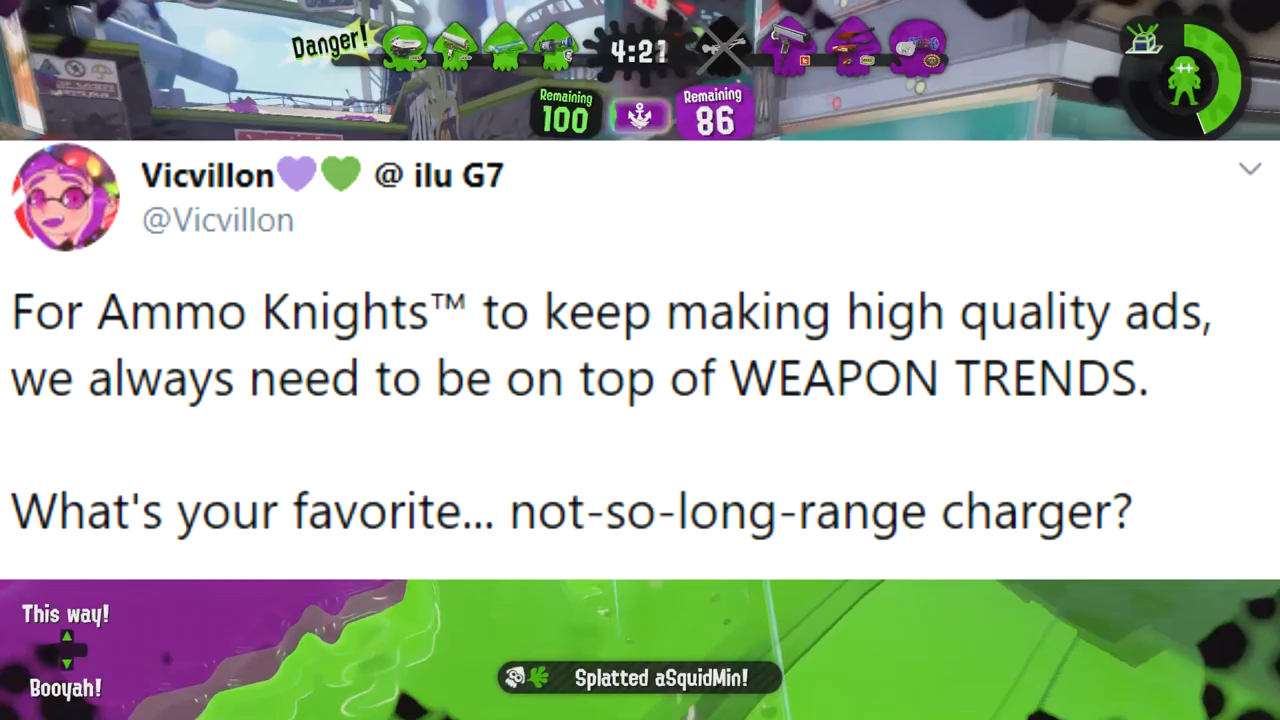 Danger!
4:21
Remaining
100
Remaining
86
Vicvillon💜💚 @ ilu G7
@Vicvillon
For Ammo Knights™ to keep making high quality ads,
we always need to be on top of WEAPON TRENDS.
What's your favorite... not-so-long-range charger?
This way!
Booyah!
Splatted aSquidMin!